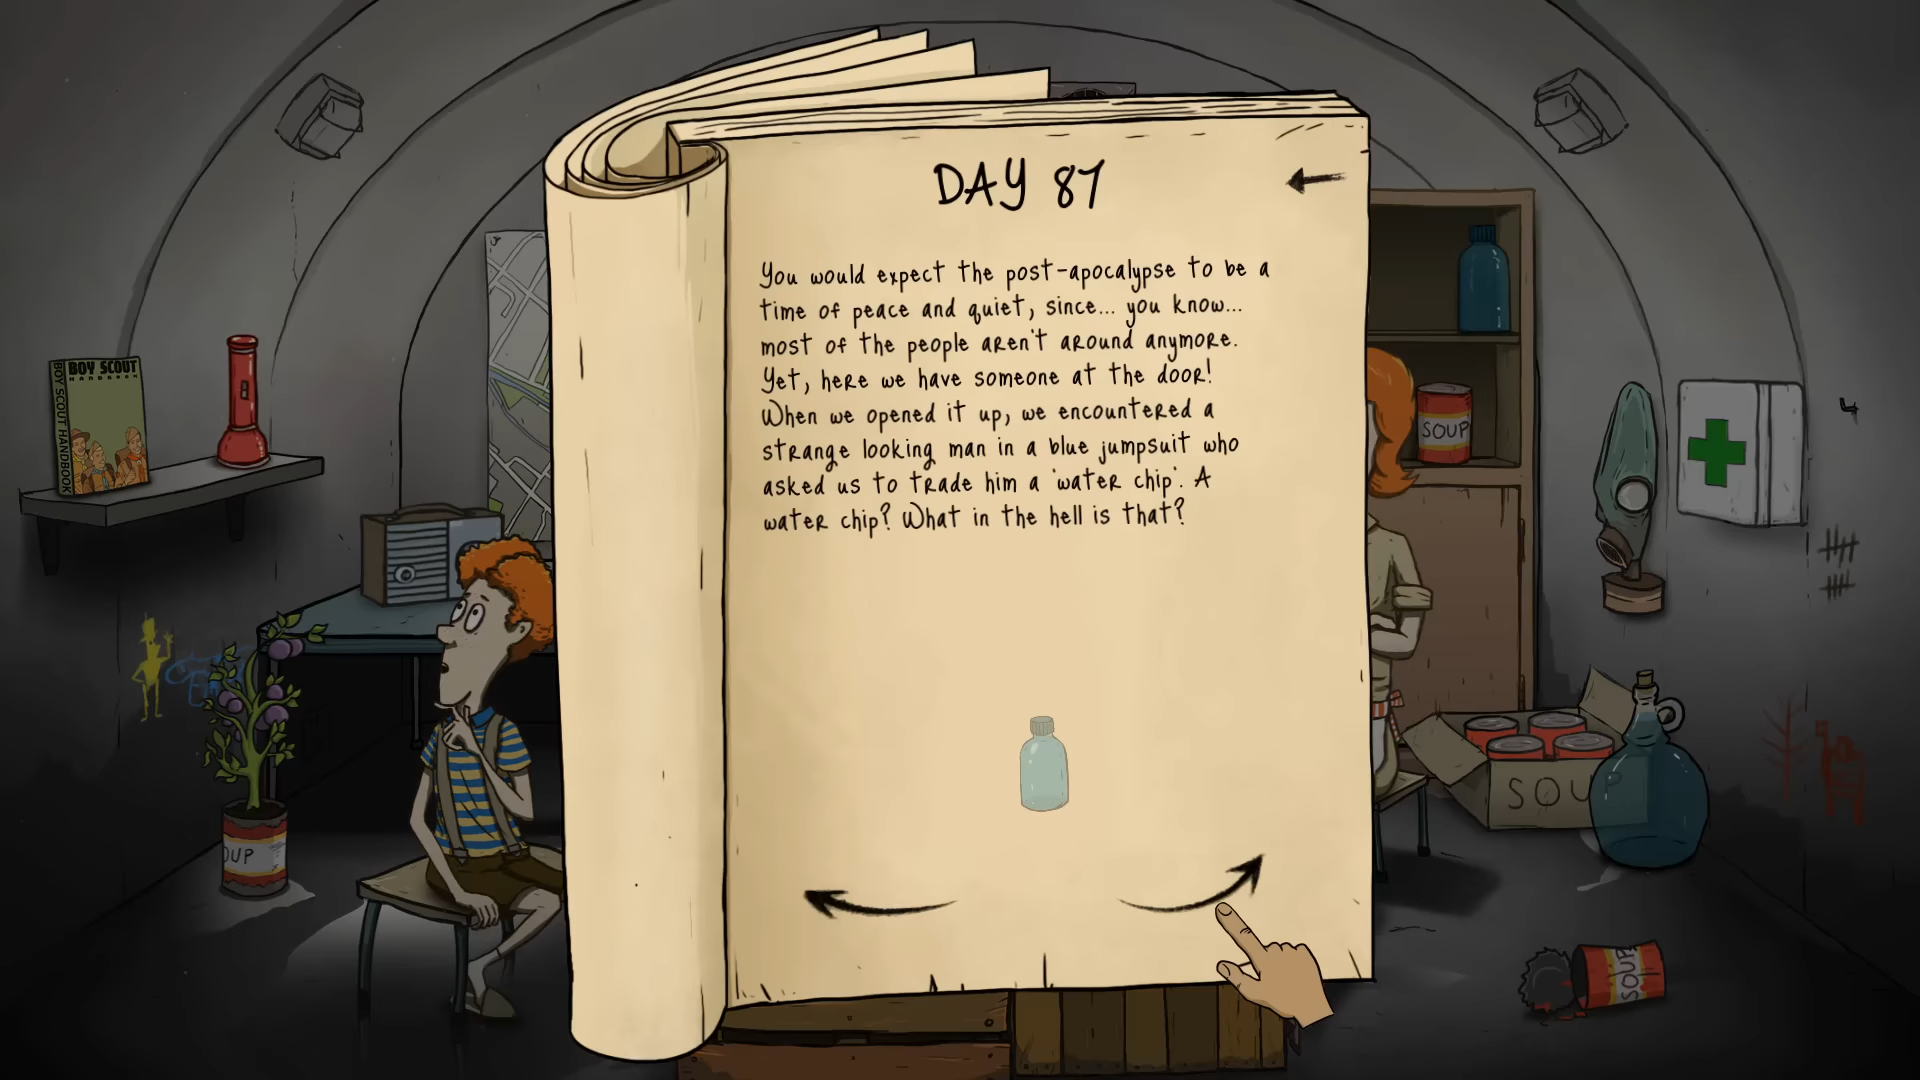 DAY 87
You would expect the post-apocalypse to be a
time of peace and quiet, since... you know...
most of the people aren't around anymore.
Yet, here we have someone at the door!
When we opened it up, we encountered a
strange looking man in a blue jumpsuit who
asked us to trade him a 'water chip'. A
water chip? What in the hell is that?
BOY SCOUT
HANDBOOK
BOY SCOUT HANDBOOK
SOUP
OUP
SOU
SOUP